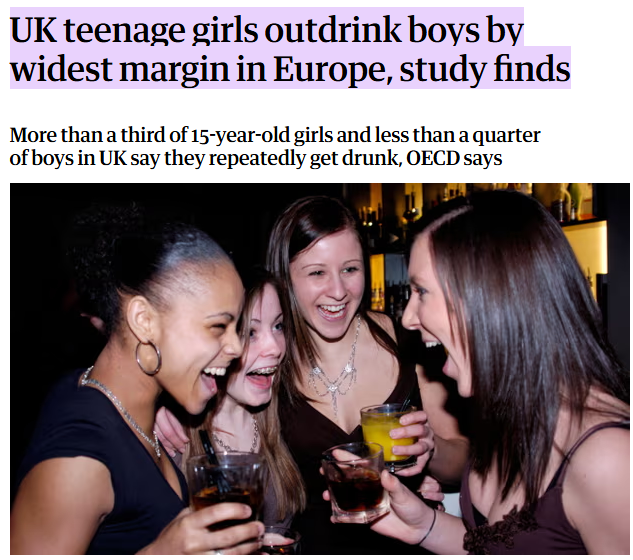 UK teenage girls outdrink boys by
widest margin in Europe, study finds
More than a third of 15-year-old girls and less than a quarter
of boys in UK say they repeatedly get drunk, OECD says